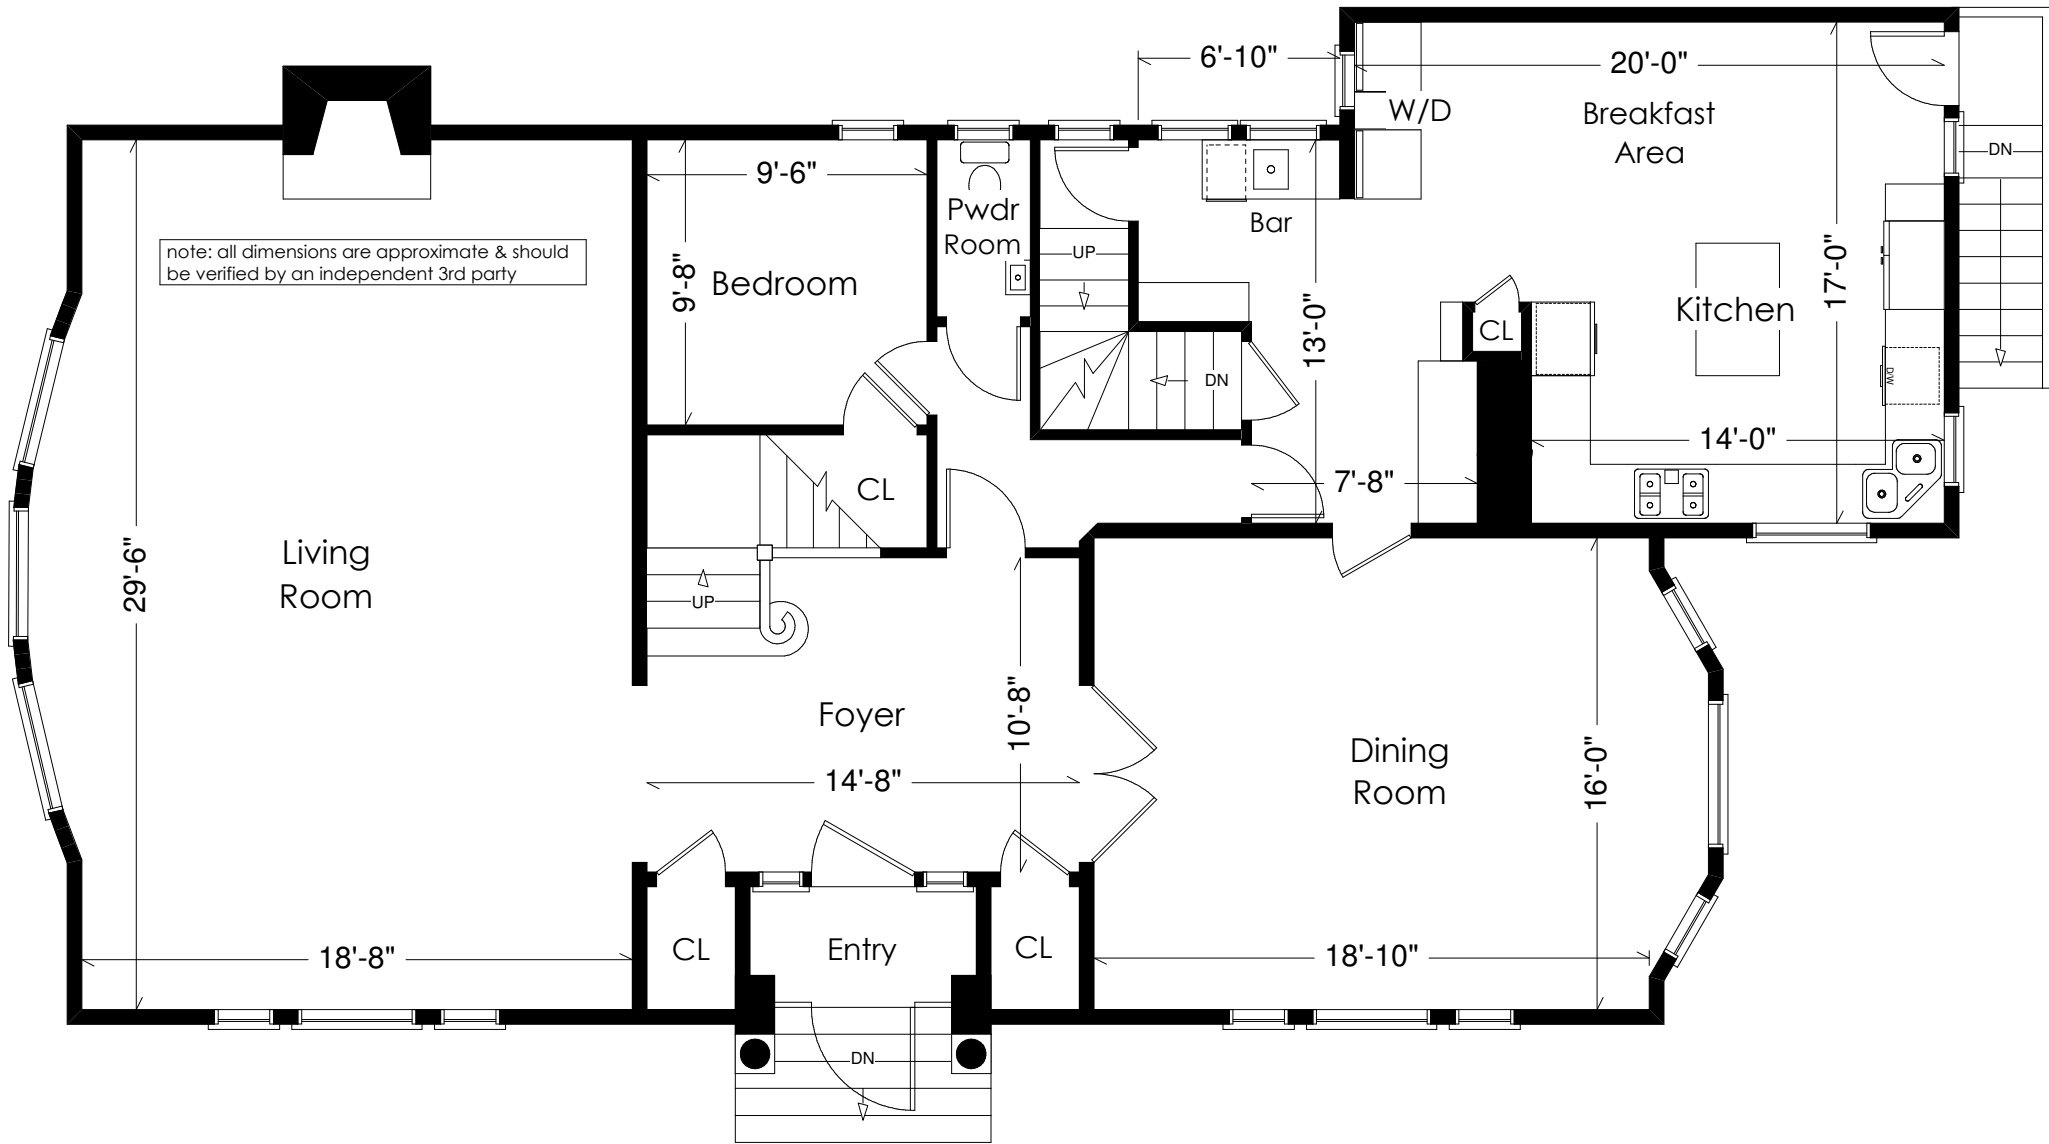 6'-10"
20'-0"
W/D
Breakfast
Area
DN
9'-6"
Pwdr
Room
Bar
note: all dimensions are approximate & should
be verified by an independent 3rd party
9'-8"
Bedroom
UP
17'-0"
Kitchen
13'-0"
CL
DN
D/W
14'-0"
7'-8"
CL
Living
Room
29'-6"
UP
Foyer
10'-8"
14'-8"
Dining
Room
16'-0"
18'-8"
CL
Entry
CL
18'-10"
DN